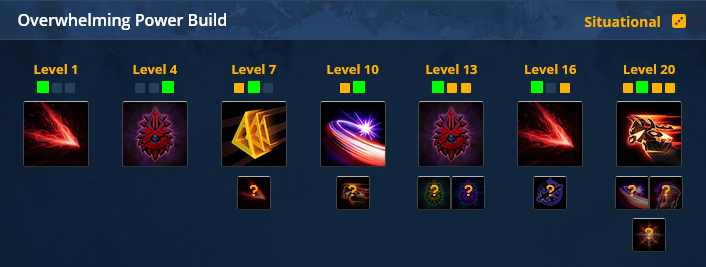 Overwhelming Power Build
Situational
Level 1 Level 4 Level 7 Level 10 Level 13 Level 16 Level 20
? ? ? ? ? ? ?
?